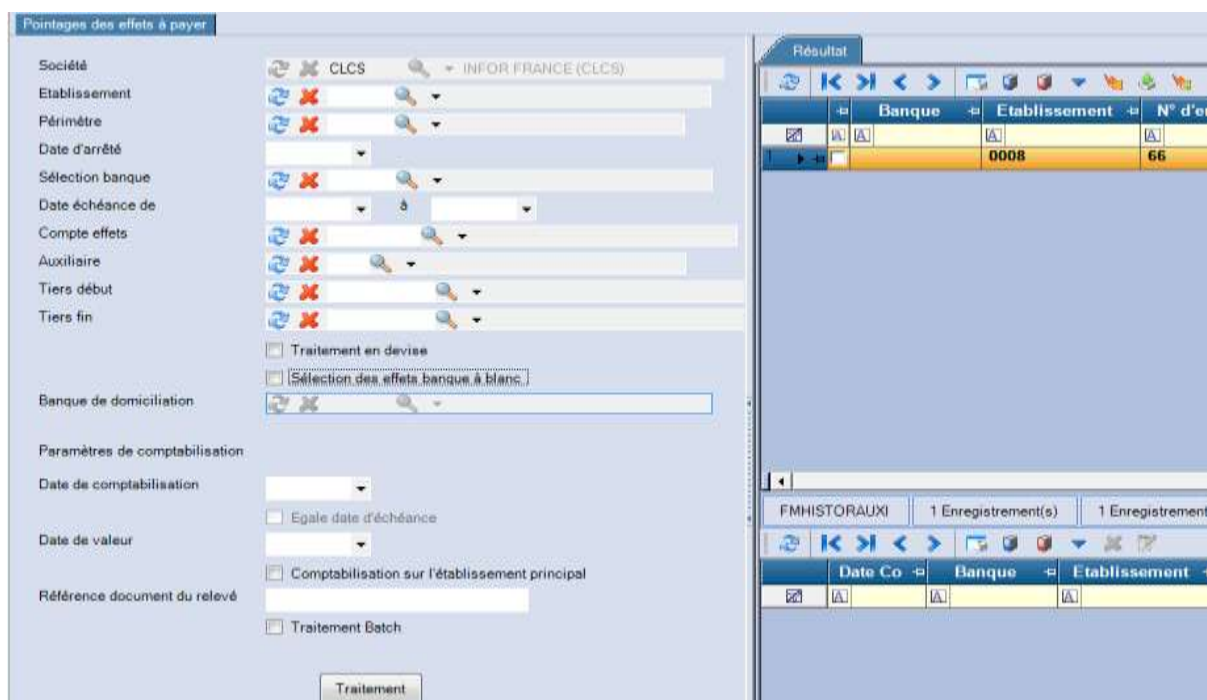 Pointages des effets à payer
Société CLCS INFOR FRANCE (CLCS)
Etablissement
Périmètre
Date d'arrêté
Sélection banque
Date échéance de à
Compte effets
Auxiliaire
Tiers début
Tiers fin
Traitement en devise
Sélection des effets banque à blanc
Banque de domiciliation
Paramètres de comptabilisation
Date de comptabilisation
Egale date d'échéance
Date de valeur
Comptabilisation sur l'établissement principal
Référence document du relevé
Traitement Batch
Traitement
Résultat
Banque Etablissement N° d'e
1 0008 66
FMHISTORAUXI 1 Enregistrement(s) 1 Enregistrement
Date Co Banque Etablissement